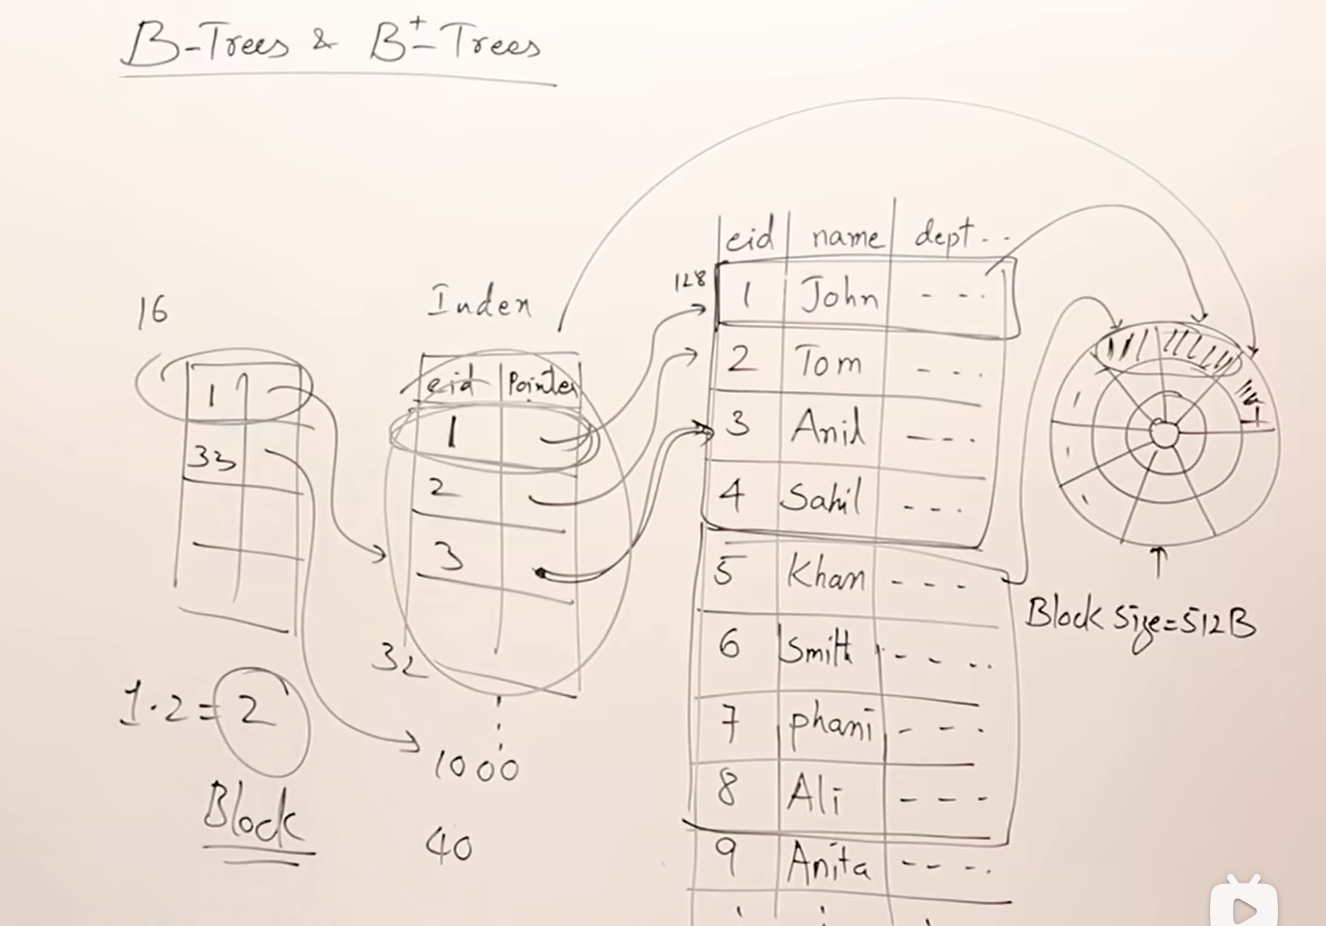 B-Trees & B+-Trees
eid name dept..
128
1 John ---
2 Tom ---
3 Anil ---
4 Sahil ---
5 Khan ---
6 Smith ----
7 phani ---
8 Ali ---
9 Anita ----
Index
eid Pointer
1
2
3
32
1000
40
16
1
33
1.2=2
Block
Block Size=512B